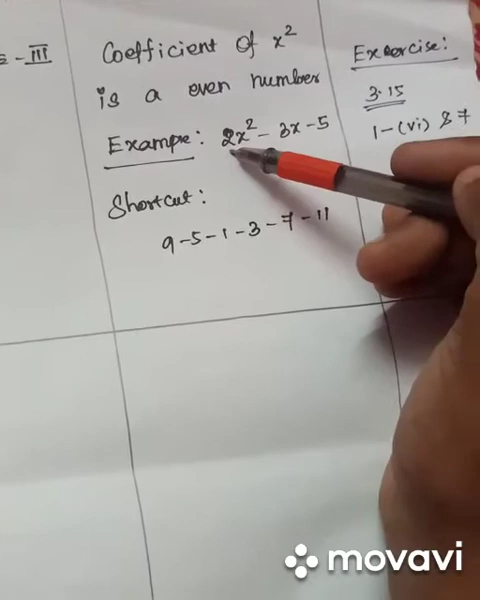 E - III
Coefficient of x²
is a even number
Example: 2x² - 3x - 5
Shortcut:
9-5-1-3-7-11
Exercise:
3.15
1-(vi) & 7
movavi